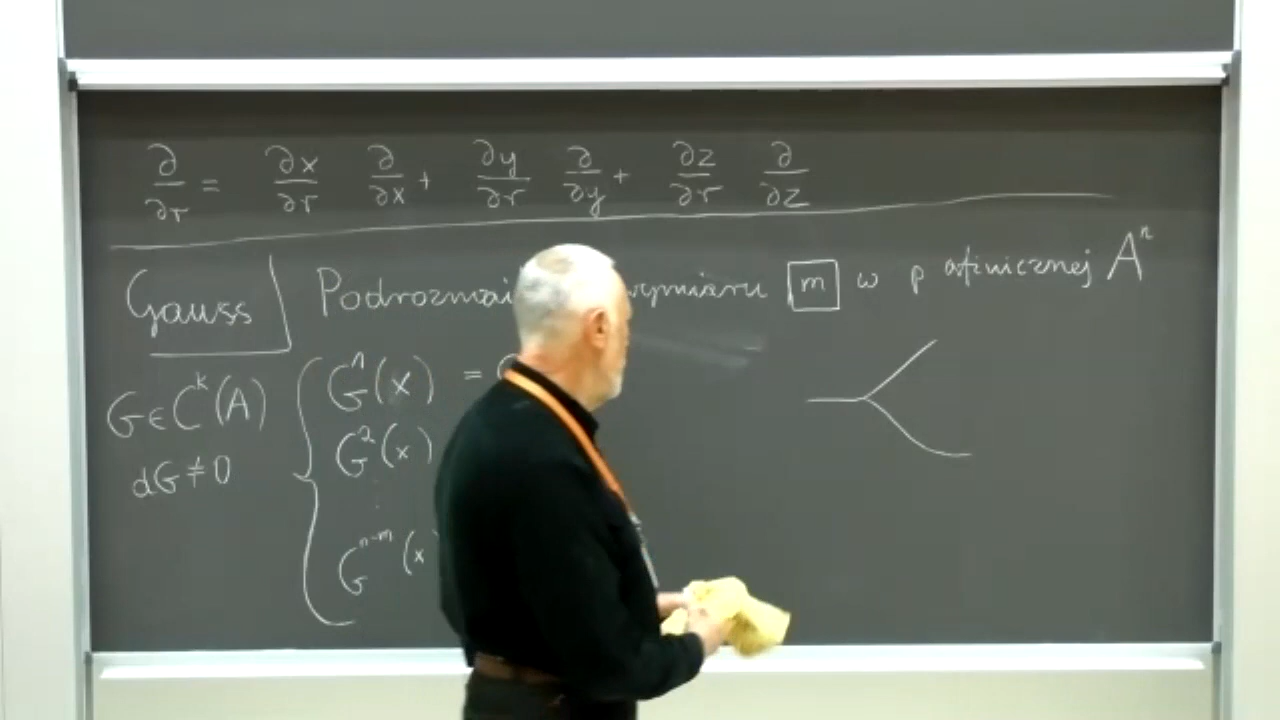 ∂/∂r = ∂x/∂r ∂/∂x + ∂y/∂r ∂/∂y + ∂z/∂r ∂/∂z
Gauss Podrozmai wymiaru m w p afinicznej Aⁿ
G∈Cᵏ(A) G¹(x) =
dG≠0 G²(x)
⋮
Gⁿ⁻ᵐ(x